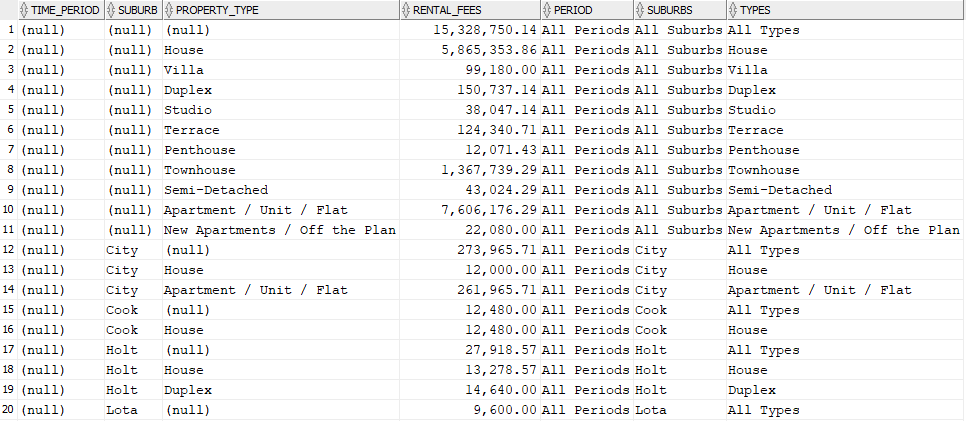 TIME_PERIOD SUBURB PROPERTY_TYPE RENTAL_FEES PERIOD SUBURBS TYPES
1 (null) (null) (null) 15,328,750.14 All Periods All Suburbs All Types
2 (null) (null) House 5,865,353.86 All Periods All Suburbs House
3 (null) (null) Villa 99,180.00 All Periods All Suburbs Villa
4 (null) (null) Duplex 150,737.14 All Periods All Suburbs Duplex
5 (null) (null) Studio 38,047.14 All Periods All Suburbs Studio
6 (null) (null) Terrace 124,340.71 All Periods All Suburbs Terrace
7 (null) (null) Penthouse 12,071.43 All Periods All Suburbs Penthouse
8 (null) (null) Townhouse 1,367,739.29 All Periods All Suburbs Townhouse
9 (null) (null) Semi-Detached 43,024.29 All Periods All Suburbs Semi-Detached
10 (null) (null) Apartment / Unit / Flat 7,606,176.29 All Periods All Suburbs Apartment / Unit / Flat
11 (null) (null) New Apartments / Off the Plan 22,080.00 All Periods All Suburbs New Apartments / Off the Plan
12 (null) City (null) 273,965.71 All Periods City All Types
13 (null) City House 12,000.00 All Periods City House
14 (null) City Apartment / Unit / Flat 261,965.71 All Periods City Apartment / Unit / Flat
15 (null) Cook (null) 12,480.00 All Periods Cook All Types
16 (null) Cook House 12,480.00 All Periods Cook House
17 (null) Holt (null) 27,918.57 All Periods Holt All Types
18 (null) Holt House 13,278.57 All Periods Holt House
19 (null) Holt Duplex 14,640.00 All Periods Holt Duplex
20 (null) Lota (null) 9,600.00 All Periods Lota All Types